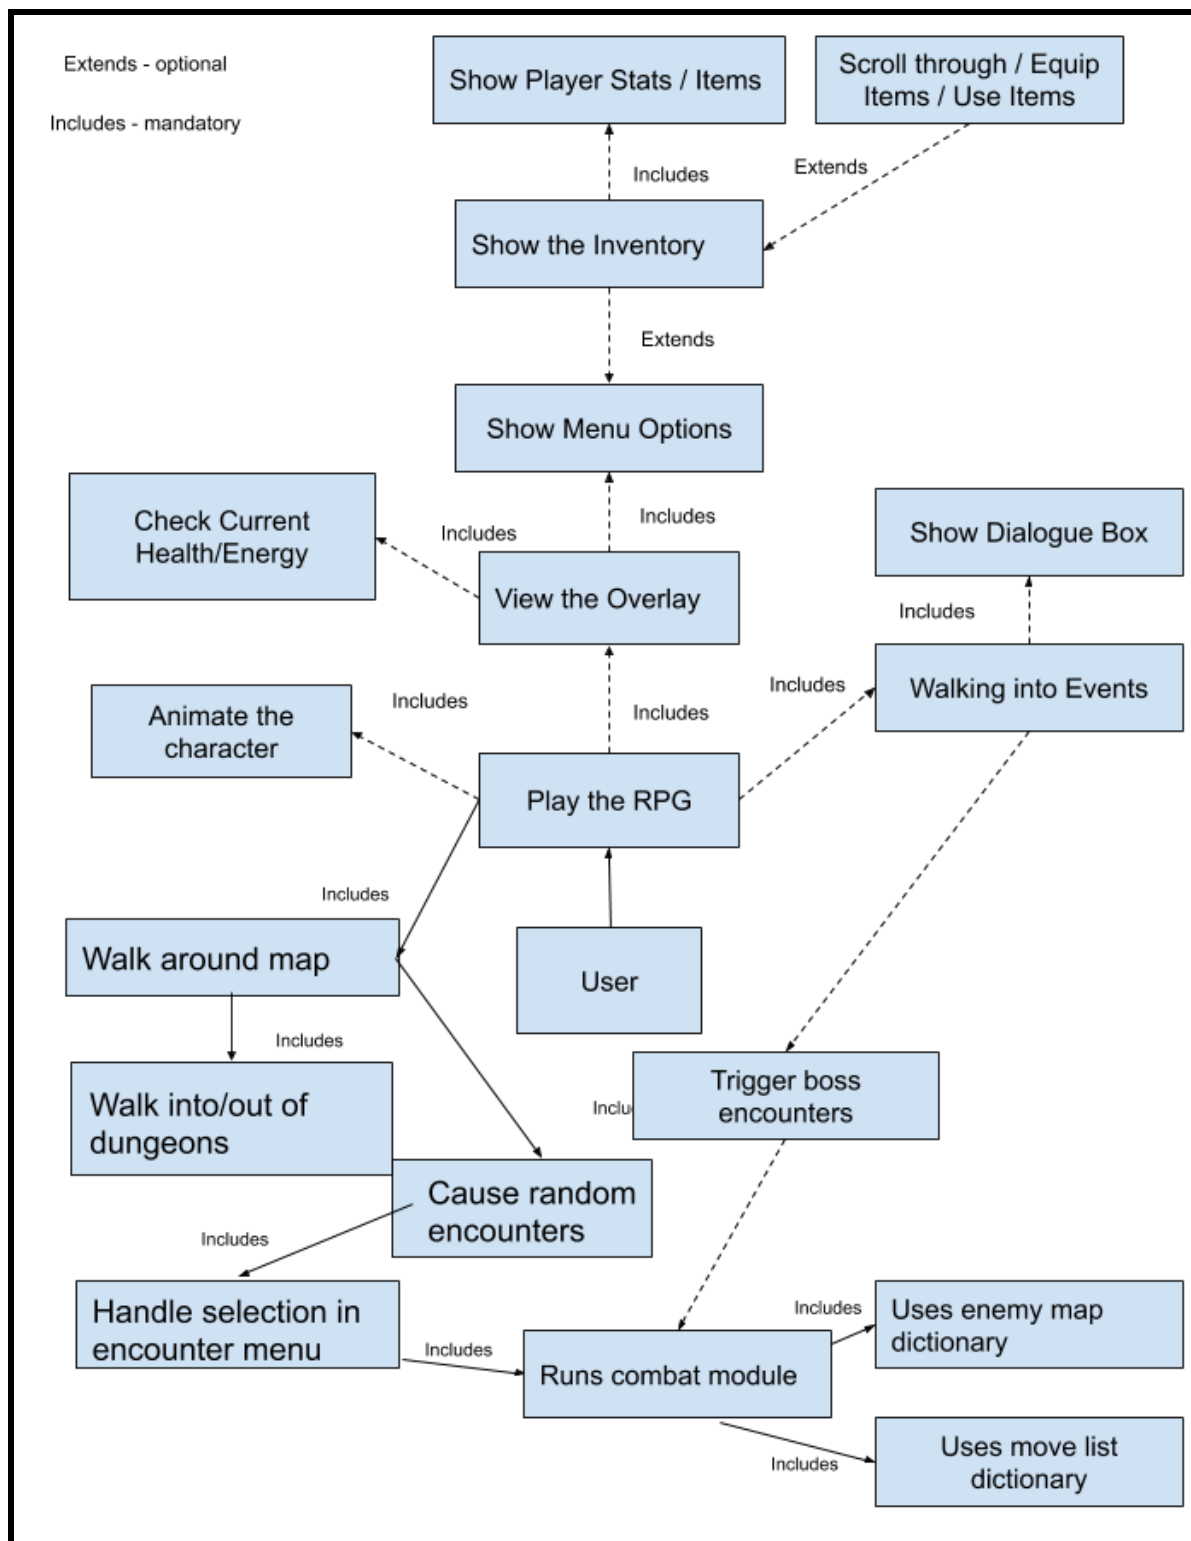 Extends - optional
Includes - mandatory
Show Player Stats / Items
Scroll through / Equip
Items / Use Items
Includes
Extends
Show the Inventory
Extends
Show Menu Options
Check Current
Health/Energy
Includes
Includes
Show Dialogue Box
View the Overlay
Includes
Animate the
character
Includes
Includes
Includes
Walking into Events
Play the RPG
Includes
Walk around map
User
Includes
Walk into/out of
dungeons
Trigger boss
encounters
Cause random
encounters
Includes
Handle selection in
encounter menu
Includes
Runs combat module
Includes
Uses enemy map
dictionary
Includes
Uses move list
dictionary